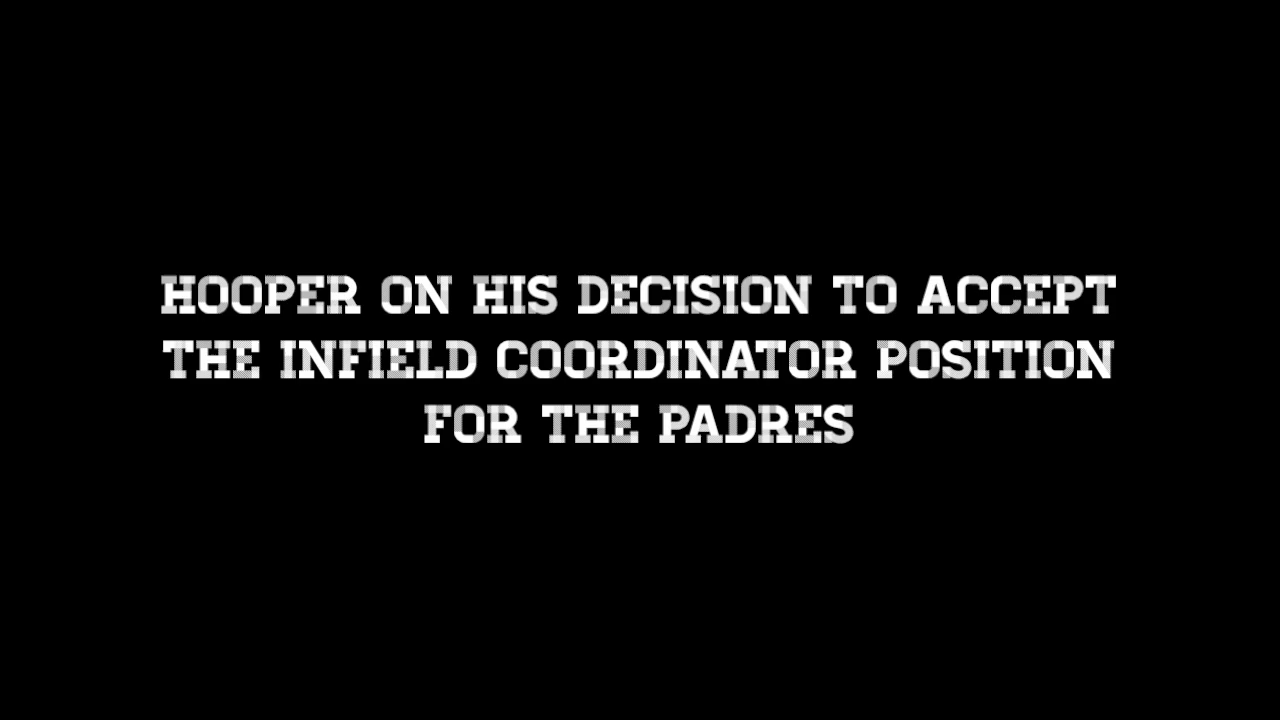 HOOPER ON HIS DECISION TO ACCEPT
THE INFIELD COORDINATOR POSITION
FOR THE PADRES